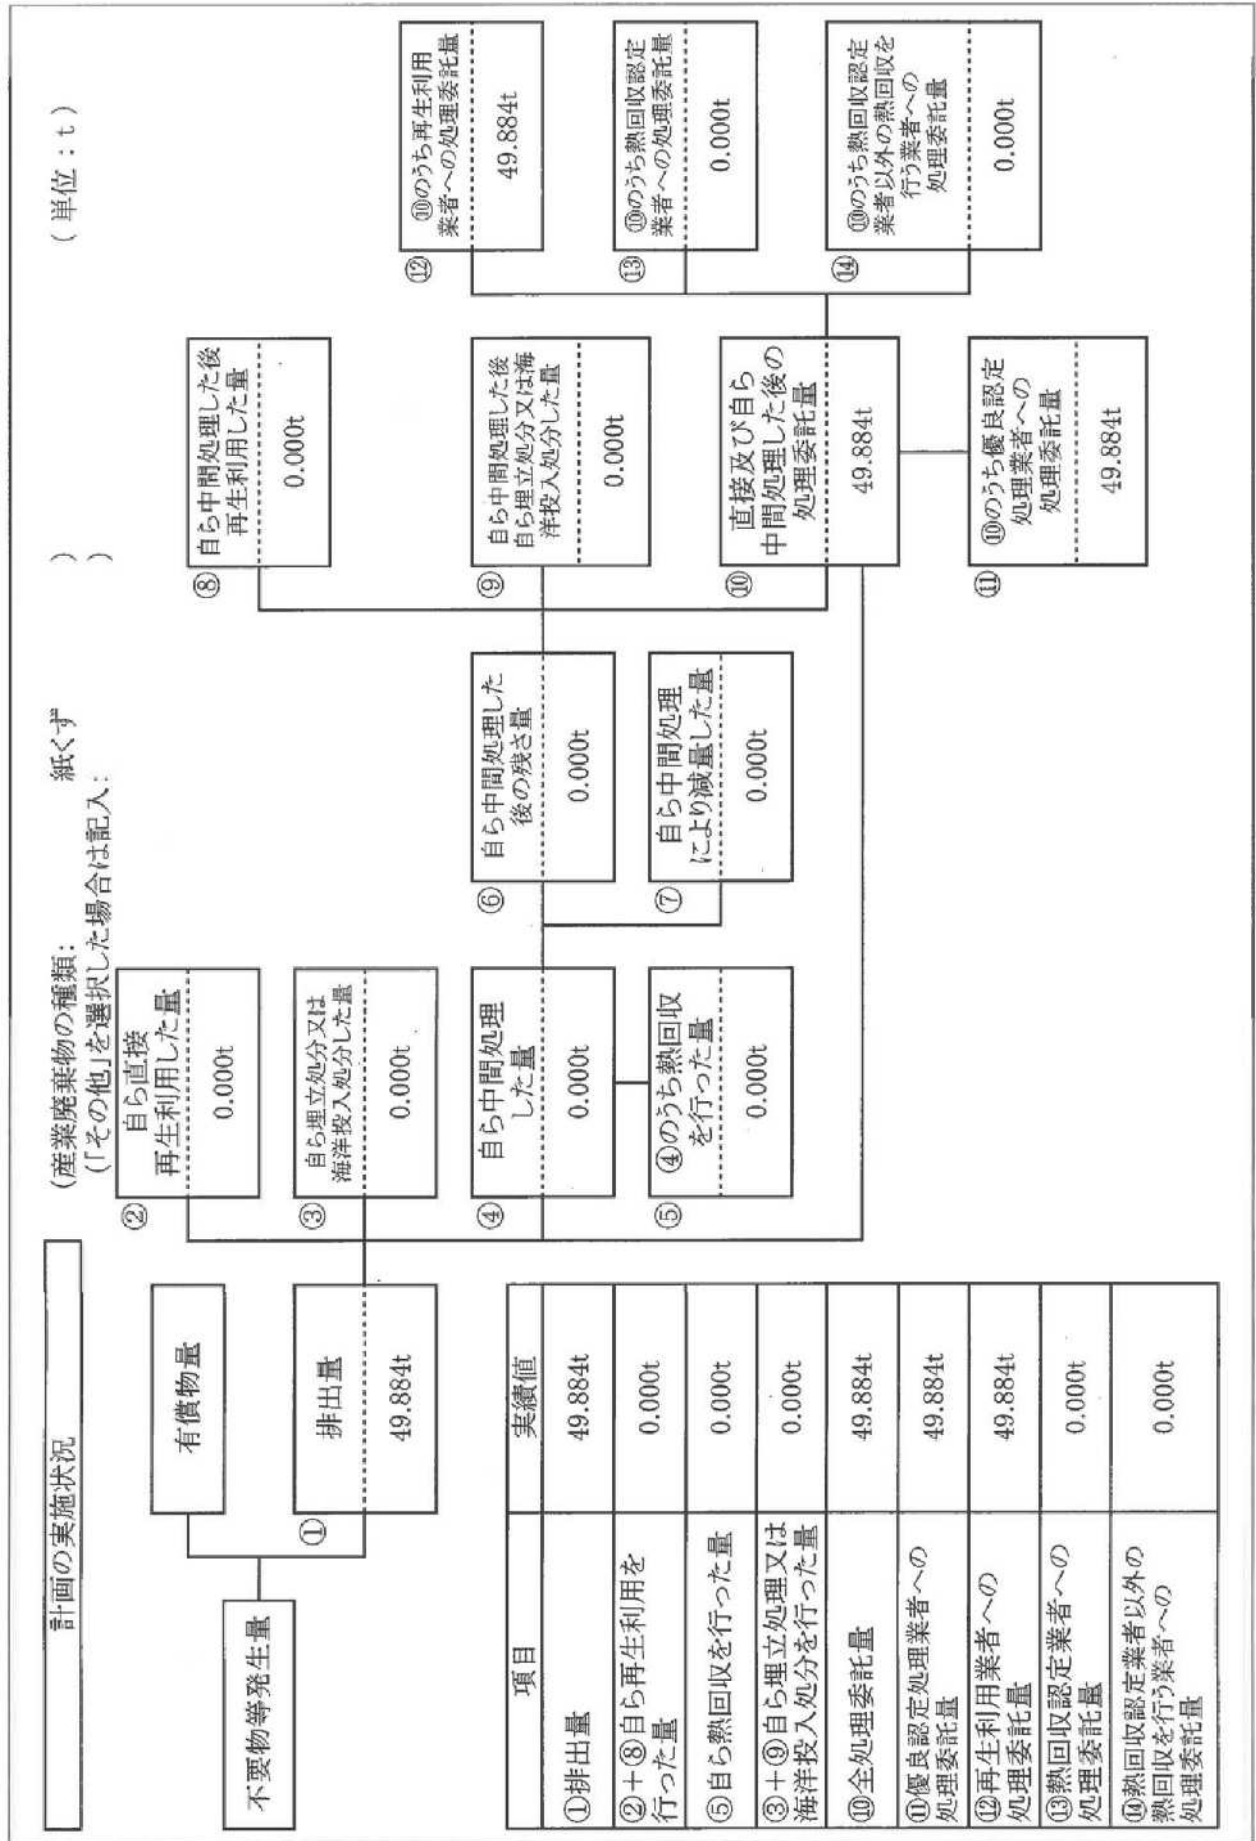 計画の実施状況
(産業廃棄物の種類: 紙くず )
(「その他」を選択した場合は記入: )
(単位:t)
不要物等発生量
有償物量
①
排出量
49.884t
②
自ら直接
再生利用した量
0.000t
③
自ら埋立処分又は
海洋投入処分した量
0.000t
④
自ら中間処理
した量
0.000t
⑤
④のうち熱回収
を行った量
0.000t
⑥
自ら中間処理した
後の残さ量
0.000t
⑦
自ら中間処理
により減量した量
0.000t
⑧
自ら中間処理した後
再生利用した量
0.000t
⑨
自ら中間処理した後
自ら埋立処分又は海
洋投入処分した量
0.000t
⑩
直接及び自ら
中間処理した後の
処理委託量
49.884t
⑪
⑩のうち優良認定
処理業者への
処理委託量
49.884t
⑫
⑩のうち再生利用
業者への処理委託量
49.884t
⑬
⑩のうち熱回収認定
業者への処理委託量
0.000t
⑭
⑩のうち熱回収認定
業者以外の熱回収を
行う業者への
処理委託量
0.000t
項目 実績値
①排出量 49.884t
②+⑧自ら再生利用を
行った量 0.000t
⑤自ら熱回収を行った量 0.000t
③+⑨自ら埋立処理又は
海洋投入処分を行った量 0.000t
⑩全処理委託量 49.884t
⑪優良認定処理業者への
処理委託量 49.884t
⑫再生利用業者への
処理委託量 49.884t
⑬熱回収認定業者への
処理委託量 0.000t
⑭熱回収認定業者以外の
熱回収を行う業者への
処理委託量 0.000t